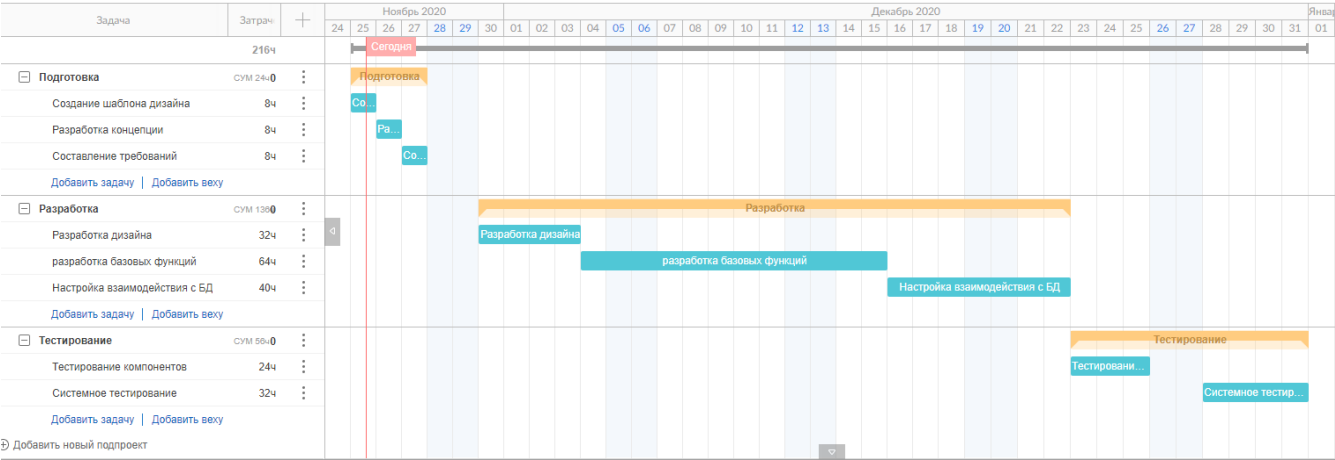 Задача Затрач Ноябрь 2020 Декабрь 2020 Январ
24 25 26 27 28 29 30 01 02 03 04 05 06 07 08 09 10 11 12 13 14 15 16 17 18 19 20 21 22 23 24 25 26 27 28 29 30 31 01
216ч Сегодня
Подготовка СУМ 24ч 0 Подготовка
Создание шаблона дизайна 8ч Со...
Разработка концепции 8ч Ра...
Составление требований 8ч Со...
Добавить задачу | Добавить веху
Разработка СУМ 136 0 Разработка
Разработка дизайна 32ч Разработка дизайна
разработка базовых функций 64ч разработка базовых функций
Настройка взаимодействия с БД 40ч Настройка взаимодействия с БД
Добавить задачу | Добавить веху
Тестирование СУМ 56ч 0 Тестирование
Тестирование компонентов 24ч Тестировани...
Системное тестирование 32ч Системное тестир...
Добавить задачу | Добавить веху
Добавить новый подпроект